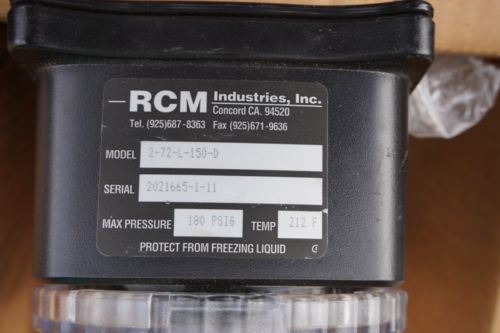 RCM Industries, Inc.
Concord CA. 94520
Tel. (925)687-8363 Fax (925)671-9636
MODEL 2-72-L-150-D
SERIAL 2021665-1-11
MAX PRESSURE 180 PSIG TEMP 212 F
PROTECT FROM FREEZING LIQUID